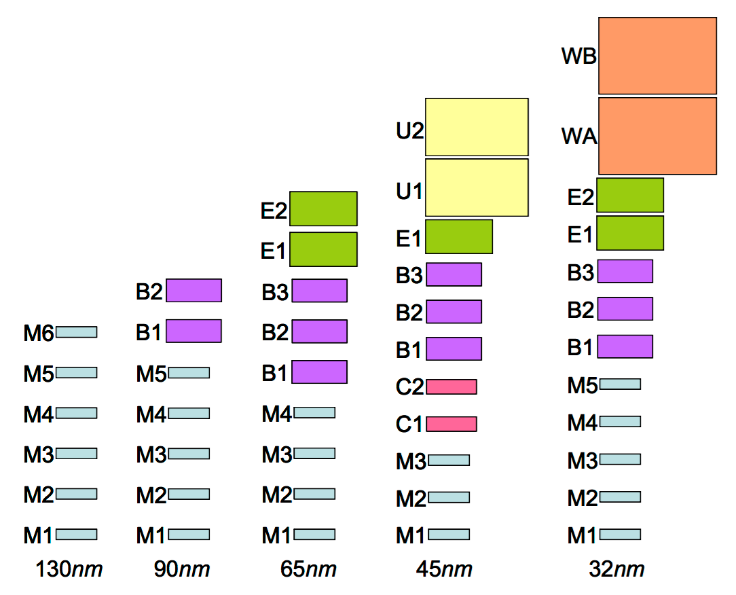 WB
U2 WA
U1 E2
E2 E1 E1
E1 B3 B3
B2 B3 B2 B2
M6 B1 B2 B1 B1
M5 M5 B1 C2 M5
M4 M4 M4 C1 M4
M3 M3 M3 M3 M3
M2 M2 M2 M2 M2
M1 M1 M1 M1 M1
130nm 90nm 65nm 45nm 32nm